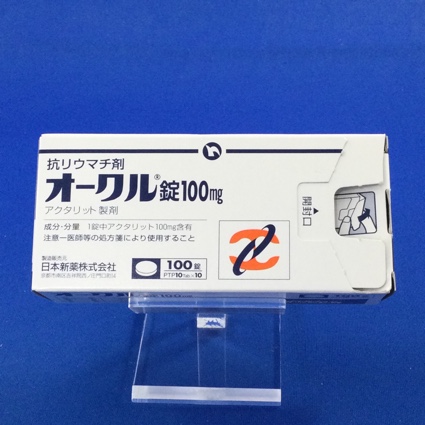 抗リウマチ剤
オークル®錠100mg
アクタリット製剤
成分・分量 1錠中アクタリット100mg含有
注意-医師等の処方箋により使用すること
製造販売元
日本新薬株式会社
100錠
PTP10錠×10
開封口